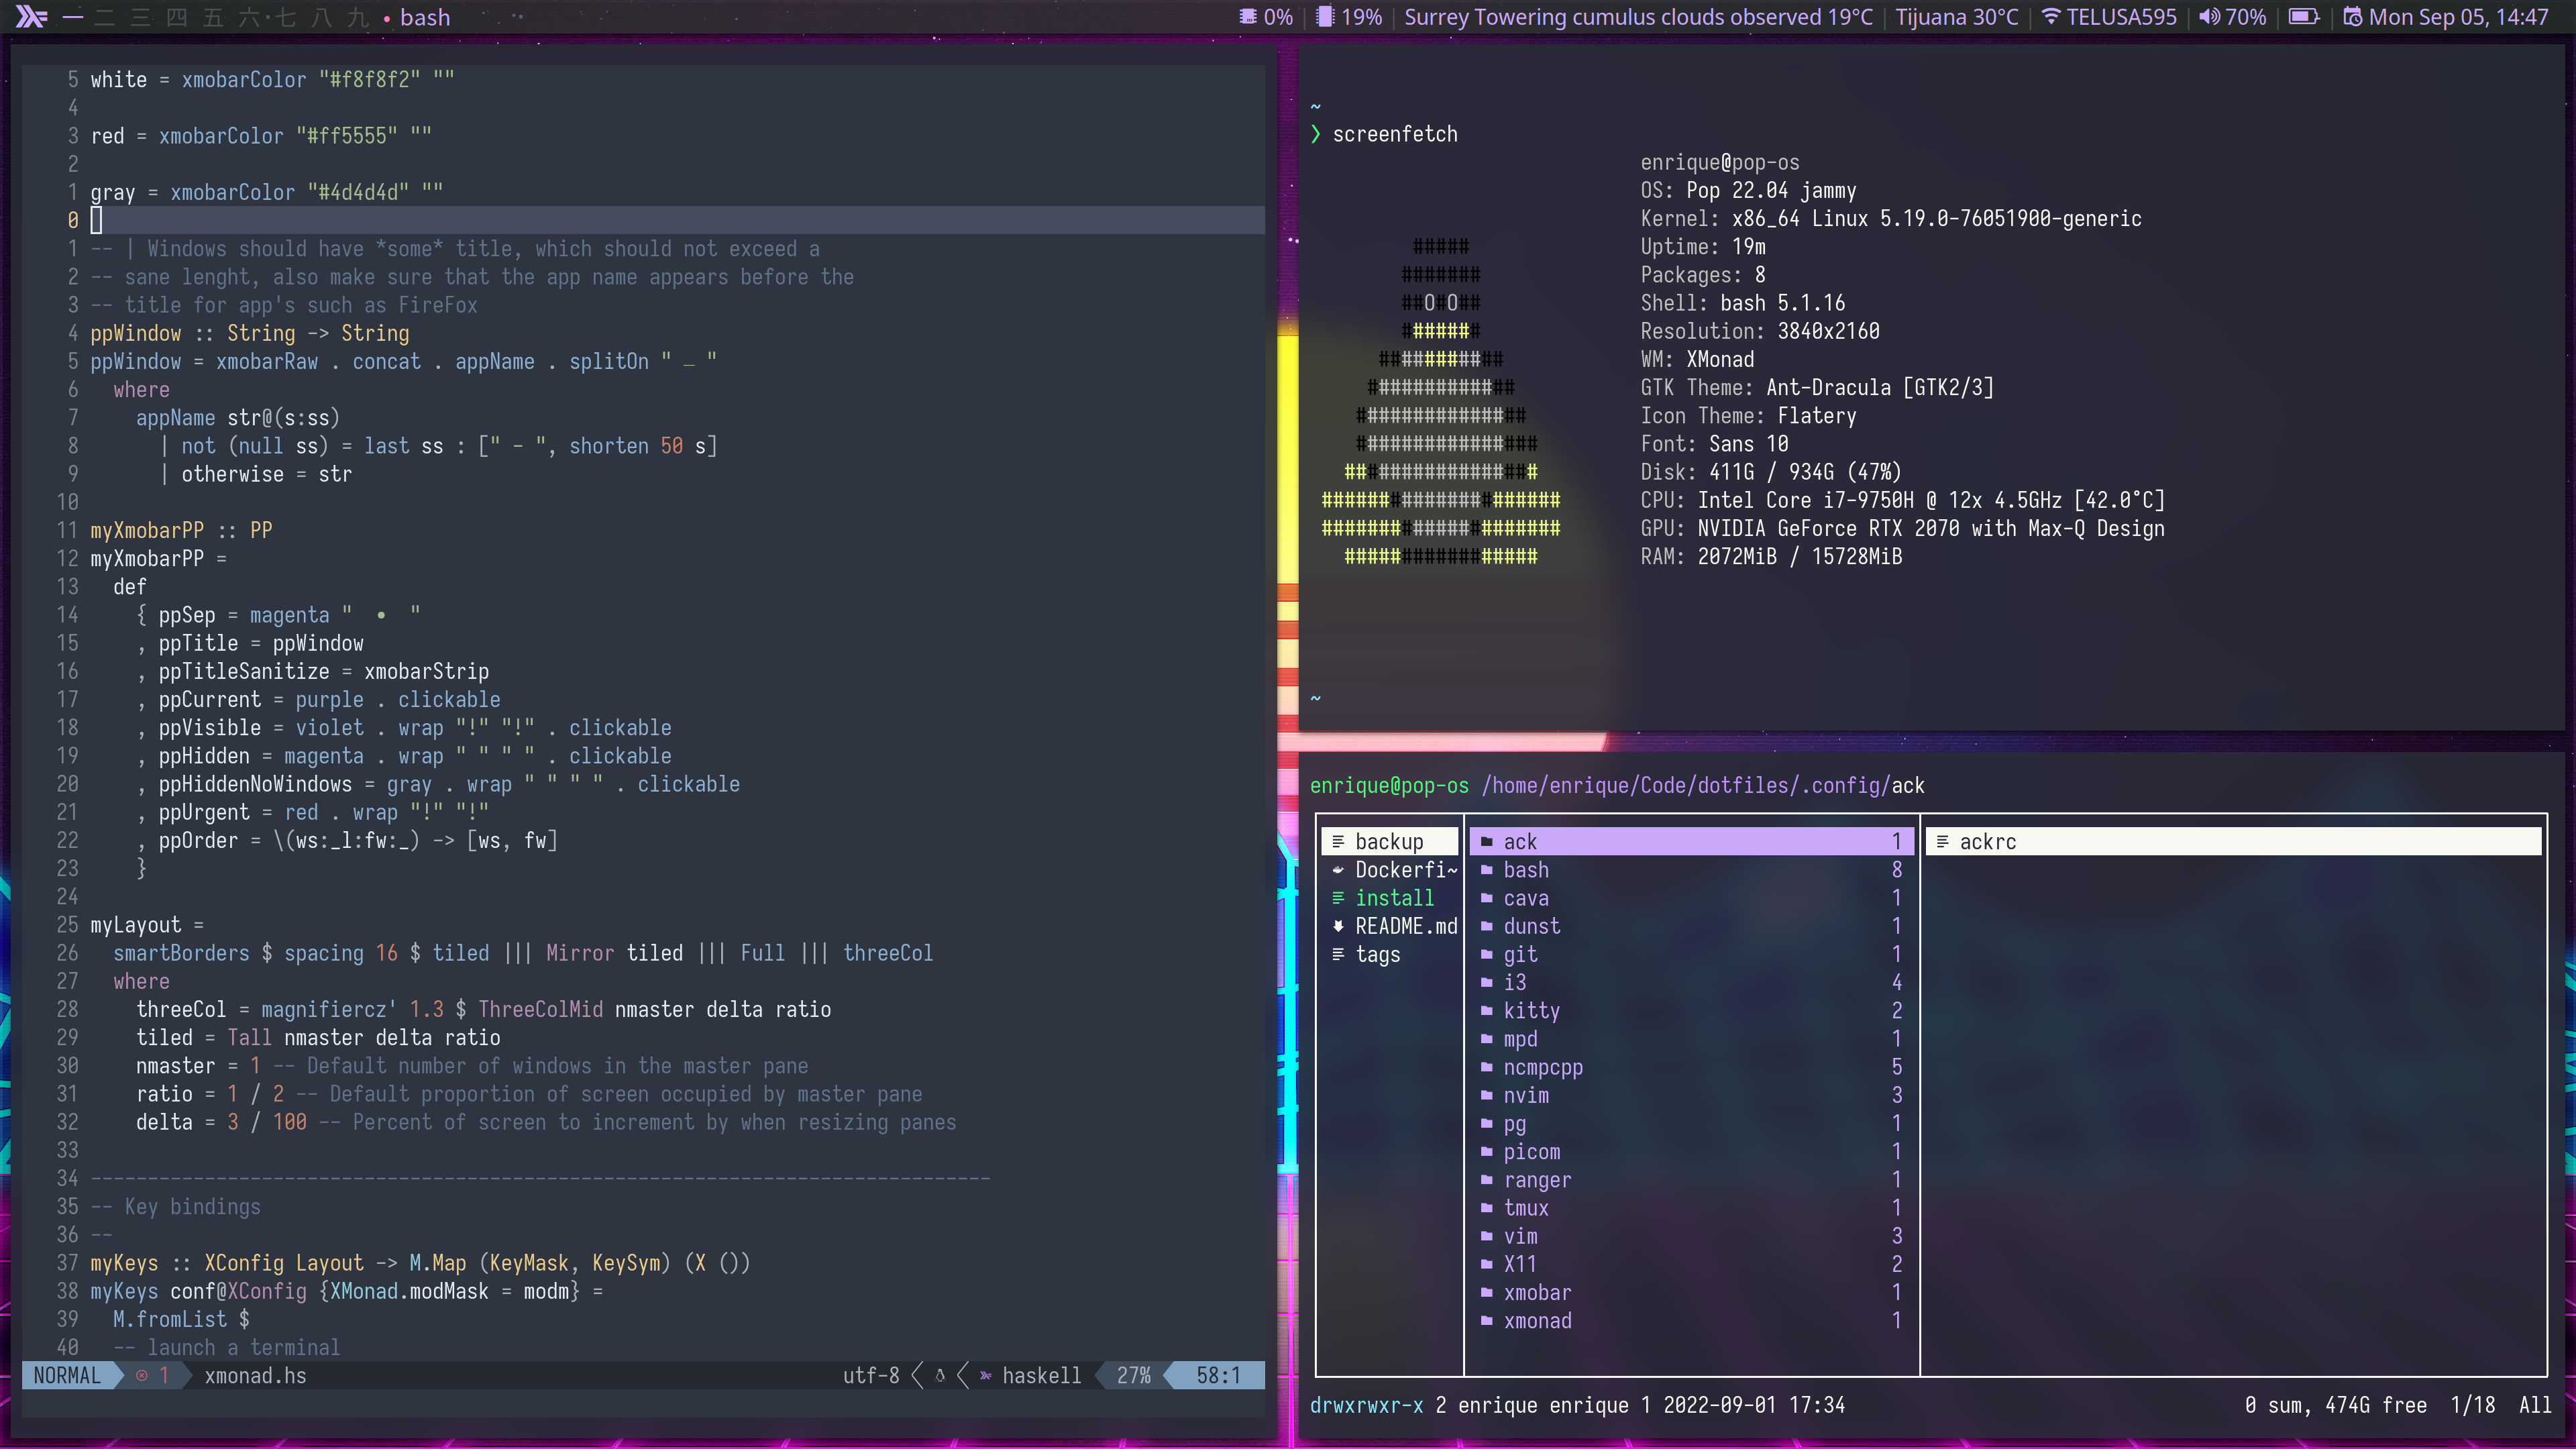 一 二 三 四 五 六 七 八 九 • bash
0% | 19% | Surrey Towering cumulus clouds observed 19°C | Tijuana 30°C | TELUSA595 | 70% | Mon Sep 05, 14:47
5 white = xmobarColor "#f8f8f2" ""
4
3 red = xmobarColor "#ff5555" ""
2
1 gray = xmobarColor "#4d4d4d" ""
0
1 -- | Windows should have *some* title, which should not exceed a
2 -- sane lenght, also make sure that the app name appears before the
3 -- title for app's such as FireFox
4 ppWindow :: String -> String
5 ppWindow = xmobarRaw . concat . appName . splitOn " — "
6   where
7     appName str@(s:ss)
8       | not (null ss) = last ss : [" - ", shorten 50 s]
9       | otherwise = str
10
11 myXmobarPP :: PP
12 myXmobarPP =
13   def
14     { ppSep = magenta "  •  "
15     , ppTitle = ppWindow
16     , ppTitleSanitize = xmobarStrip
17     , ppCurrent = purple . clickable
18     , ppVisible = violet . wrap "!" "!" . clickable
19     , ppHidden = magenta . wrap " " " " . clickable
20     , ppHiddenNoWindows = gray . wrap " " " " . clickable
21     , ppUrgent = red . wrap "!" "!"
22     , ppOrder = \(ws:_l:fw:_) -> [ws, fw]
23     }
24
25 myLayout =
26   smartBorders $ spacing 16 $ tiled ||| Mirror tiled ||| Full ||| threeCol
27   where
28     threeCol = magnifiercz' 1.3 $ ThreeColMid nmaster delta ratio
29     tiled = Tall nmaster delta ratio
30     nmaster = 1 -- Default number of windows in the master pane
31     ratio = 1 / 2 -- Default proportion of screen occupied by master pane
32     delta = 3 / 100 -- Percent of screen to increment by when resizing panes
33
34 -------------------------------------------------------------------------------
35 -- Key bindings
36 --
37 myKeys :: XConfig Layout -> M.Map (KeyMask, KeySym) (X ())
38 myKeys conf@XConfig {XMonad.modMask = modm} =
39   M.fromList $
40   -- launch a terminal
NORMAL 1 xmonad.hs utf-8 haskell 27% 58:1
~
❯ screenfetch
enrique@pop-os
OS: Pop 22.04 jammy
Kernel: x86_64 Linux 5.19.0-76051900-generic
##### Uptime: 19m
####### Packages: 8
##O#O## Shell: bash 5.1.16
####### Resolution: 3840x2160
########### WM: XMonad
############# GTK Theme: Ant-Dracula [GTK2/3]
############### Icon Theme: Flatery
################ Font: Sans 10
################# Disk: 411G / 934G (47%)
##################### CPU: Intel Core i7-9750H @ 12x 4.5GHz [42.0°C]
##################### GPU: NVIDIA GeForce RTX 2070 with Max-Q Design
################# RAM: 2072MiB / 15728MiB
~
enrique@pop-os /home/enrique/Code/dotfiles/.config/ack
backup
Dockerfi~
install
README.md
tags
ack 1
bash 8
cava 1
dunst 1
git 1
i3 4
kitty 2
mpd 1
ncmpcpp 5
nvim 3
pg 1
picom 1
ranger 1
tmux 1
vim 3
X11 2
xmobar 1
xmonad 1
ackrc
drwxrwxr-x 2 enrique enrique 1 2022-09-01 17:34
0 sum, 474G free 1/18 All